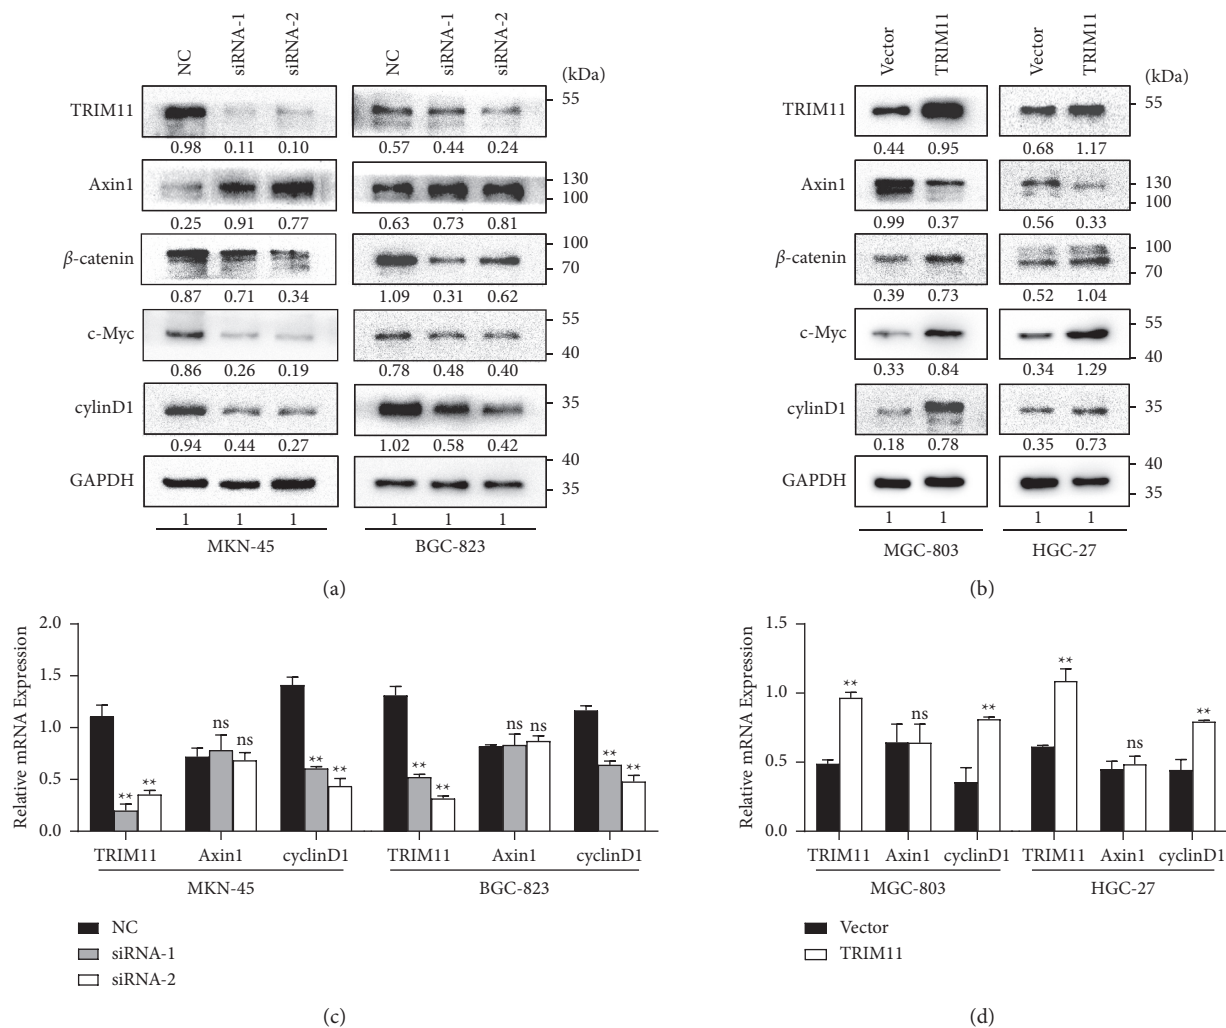 NC siRNA-1 siRNA-2 NC siRNA-1 siRNA-2 (kDa)
TRIM11 55
0.98 0.11 0.10 0.57 0.44 0.24
Axin1 130
100
0.25 0.91 0.77 0.63 0.73 0.81
β-catenin 100
70
0.87 0.71 0.34 1.09 0.31 0.62
c-Myc 55
40
0.86 0.26 0.19 0.78 0.48 0.40
cylinD1 35
0.94 0.44 0.27 1.02 0.58 0.42
GAPDH 40
35
1 1 1 1 1 1
MKN-45 BGC-823
(a)
Vector TRIM11 Vector TRIM11 (kDa)
TRIM11 55
0.44 0.95 0.68 1.17
Axin1 130
100
0.99 0.37 0.56 0.33
β-catenin 100
70
0.39 0.73 0.52 1.04
c-Myc 55
40
0.33 0.84 0.34 1.29
cylinD1 35
0.18 0.78 0.35 0.73
GAPDH 40
35
1 1 1 1
MGC-803 HGC-27
(b)
Relative mRNA Expression
2.0
1.5
1.0
0.5
0.0
** ** ns ns ** ** ** ** ns ns ** **
TRIM11 Axin1 cyclinD1 TRIM11 Axin1 cyclinD1
MKN-45 BGC-823
NC
siRNA-1
siRNA-2
(c)
Relative mRNA Expression
1.5
1.0
0.5
0.0
** ns ** ** ns **
TRIM11 Axin1 cyclinD1 TRIM11 Axin1 cyclinD1
MGC-803 HGC-27
Vector
TRIM11
(d)